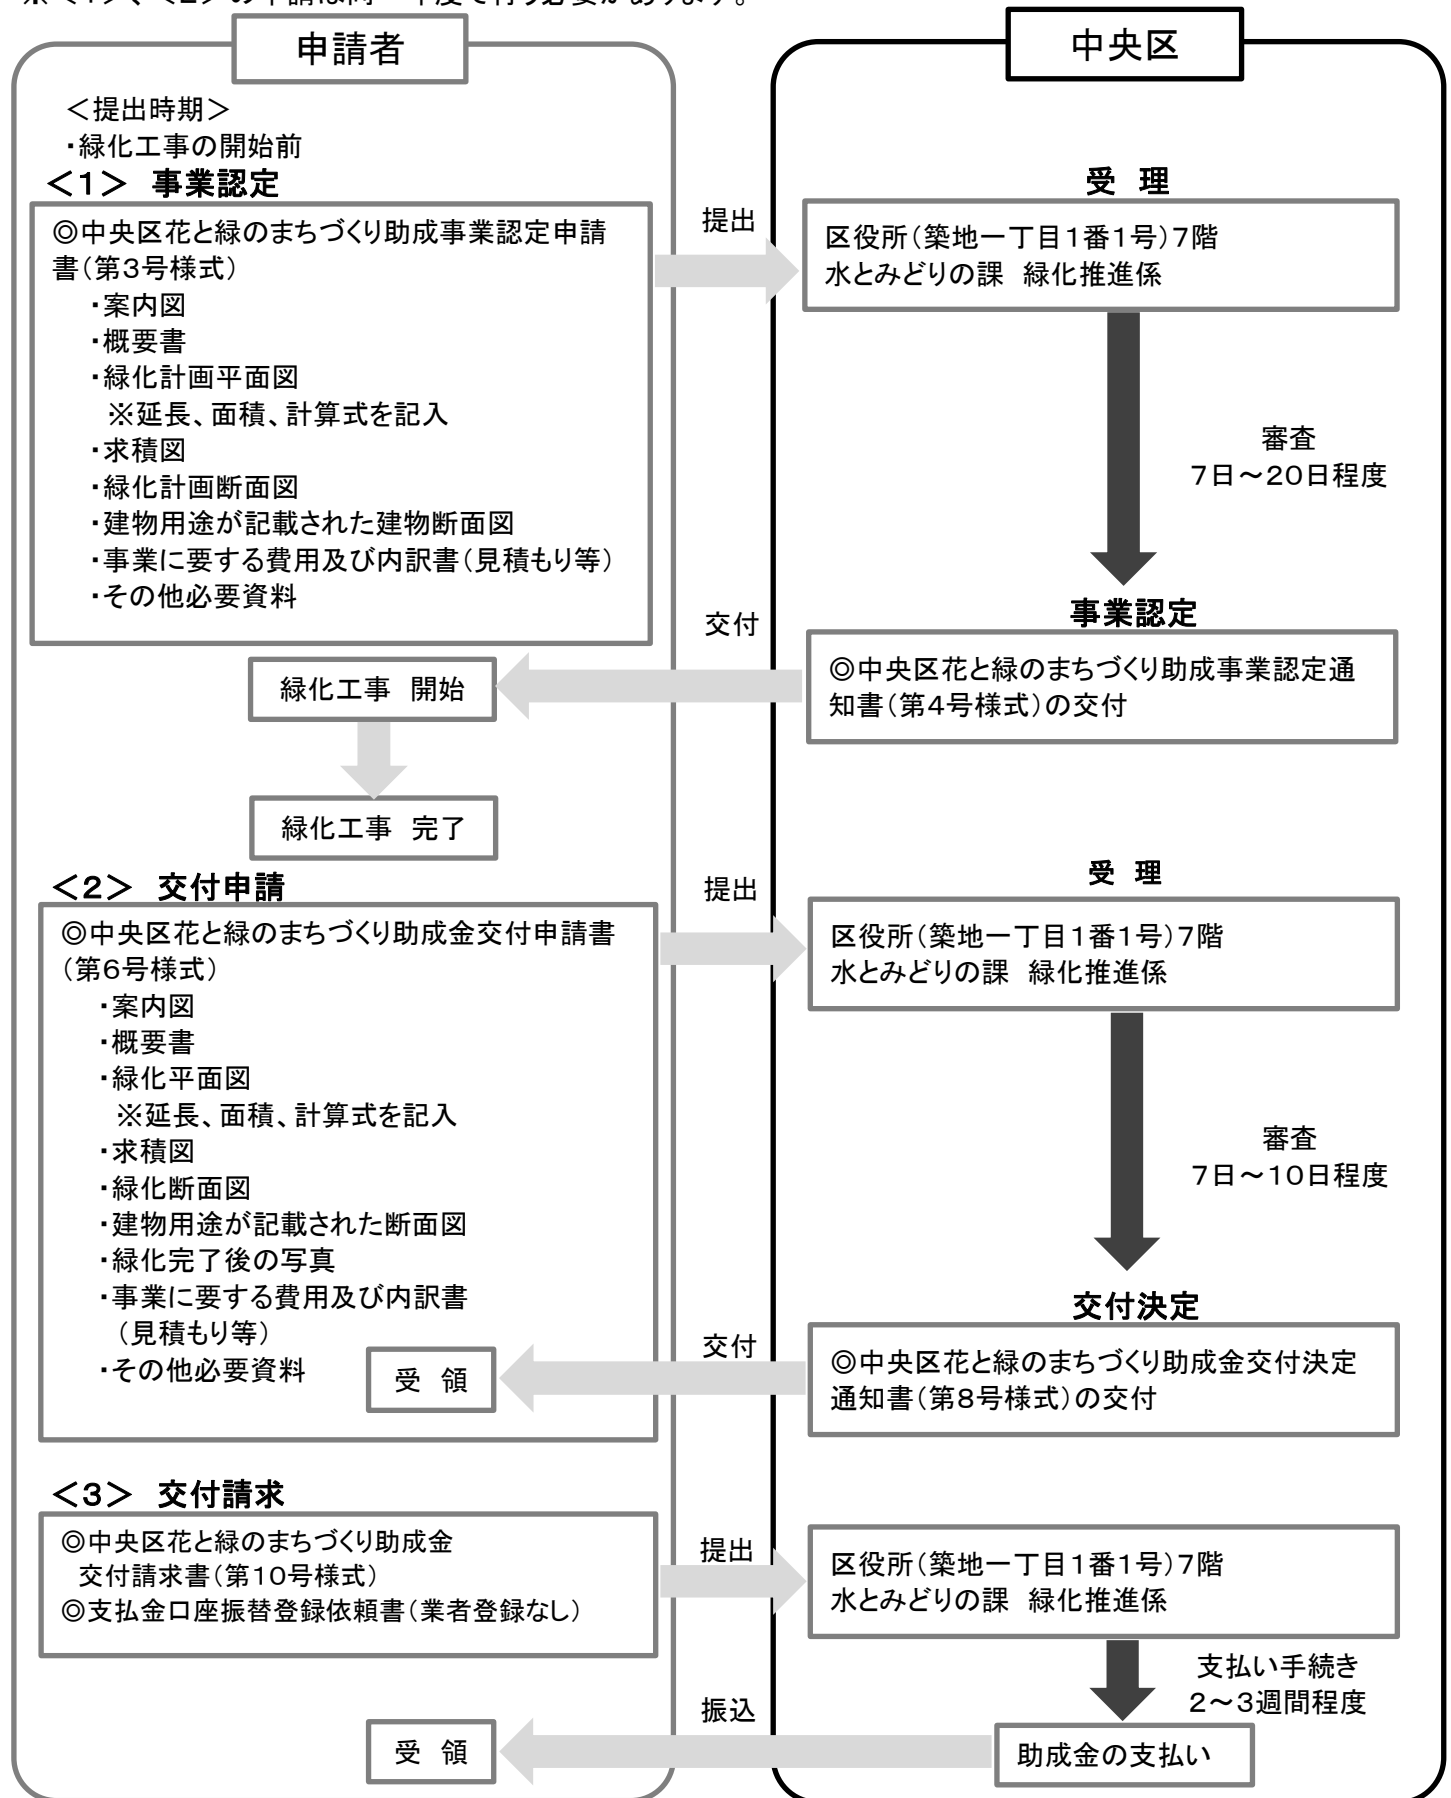 申請者
中央区
＜提出時期＞
・緑化工事の開始前
＜1＞ 事業認定
◎中央区花と緑のまちづくり助成事業認定申請
書（第3号様式）
・案内図
・概要書
・緑化計画平面図
※延長、面積、計算式を記入
・求積図
・緑化計画断面図
・建物用途が記載された建物断面図
・事業に要する費用及び内訳書（見積もり等）
・その他必要資料
提出
受 理
区役所（築地一丁目1番1号）7階
水とみどりの課 緑化推進係
審査
7日～20日程度
事業認定
◎中央区花と緑のまちづくり助成事業認定通
知書（第4号様式）の交付
交付
緑化工事 開始
緑化工事 完了
＜2＞ 交付申請
◎中央区花と緑のまちづくり助成金交付申請書
（第6号様式）
・案内図
・概要書
・緑化平面図
※延長、面積、計算式を記入
・求積図
・緑化断面図
・建物用途が記載された断面図
・緑化完了後の写真
・事業に要する費用及び内訳書
（見積もり等）
・その他必要資料
提出
受 理
区役所（築地一丁目1番1号）7階
水とみどりの課 緑化推進係
審査
7日～10日程度
交付決定
◎中央区花と緑のまちづくり助成金交付決定
通知書（第8号様式）の交付
交付
受 領
＜3＞ 交付請求
◎中央区花と緑のまちづくり助成金
交付請求書（第10号様式）
◎支払金口座振替登録依頼書（業者登録なし）
提出
区役所（築地一丁目1番1号）7階
水とみどりの課 緑化推進係
支払い手続き
2～3週間程度
助成金の支払い
振込
受 領